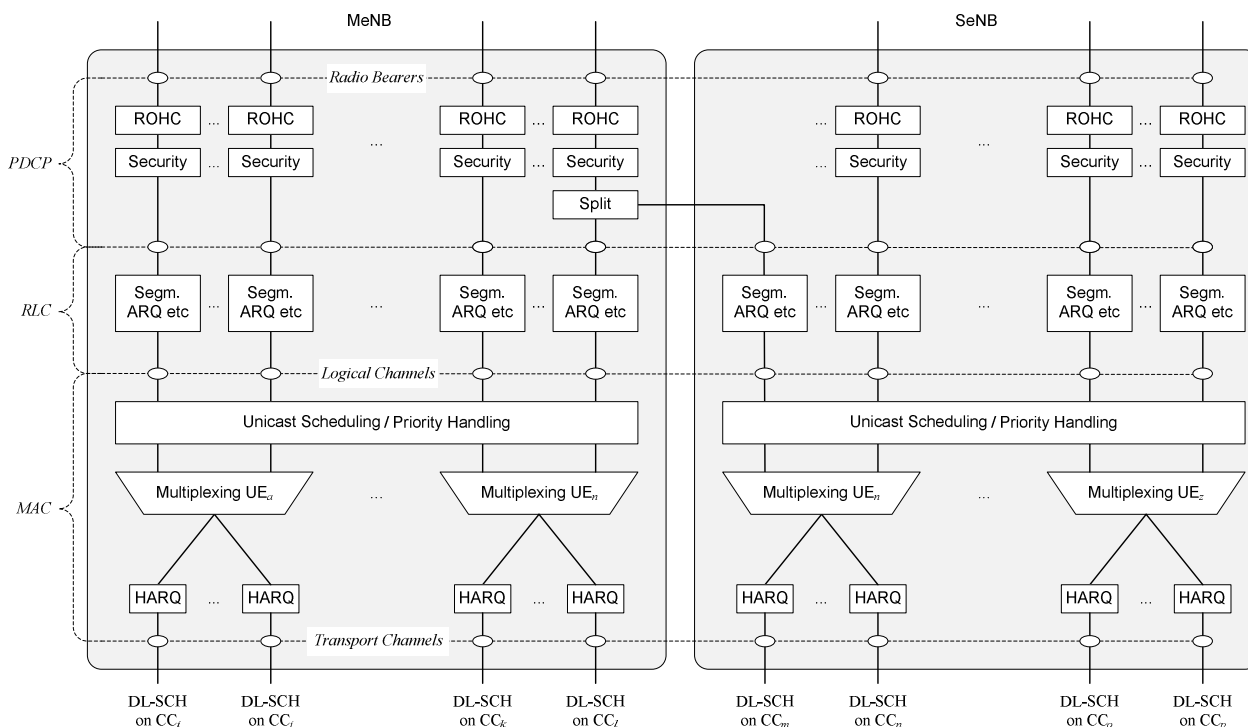 MeNB SeNB
Radio Bearers
ROHC ... ROHC ROHC ... ROHC ... ROHC ROHC ... ROHC
... ...
PDCP Security ... Security Security ... Security ... Security Security ... Security
Split
RLC Segm. ARQ etc ... Segm. ARQ etc ... Segm. ARQ etc ... Segm. ARQ etc Segm. ARQ etc ... Segm. ARQ etc ... Segm. ARQ etc ... Segm. ARQ etc
Logical Channels
Unicast Scheduling / Priority Handling Unicast Scheduling / Priority Handling
MAC Multiplexing UEa ... Multiplexing UEn Multiplexing UEn ... Multiplexing UEz
HARQ ... HARQ HARQ ... HARQ HARQ ... HARQ HARQ ... HARQ
Transport Channels
DL-SCH DL-SCH DL-SCH DL-SCH DL-SCH DL-SCH DL-SCH DL-SCH
on CC on CC on CCk on CC on CCm on CCn on CCo on CCp